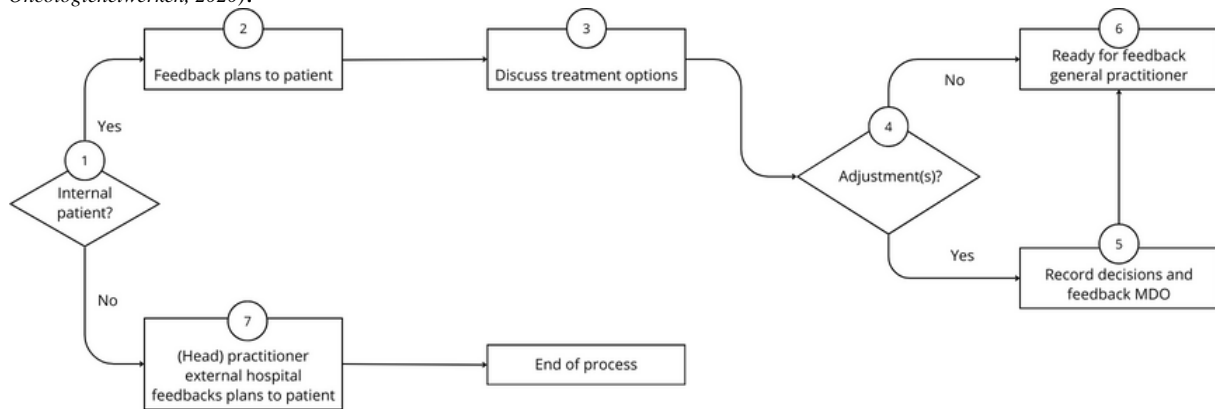 Oncologienetwerken, 2020).
2
Feedback plans to patient
3
Discuss treatment options
6
Ready for feedback
general practitioner
No
4
Adjustment(s)?
Yes
1
Internal
patient?
Yes
5
Record decisions and
feedback MDO
No
7
(Head) practitioner
external hospital
feedbacks plans to patient
End of process